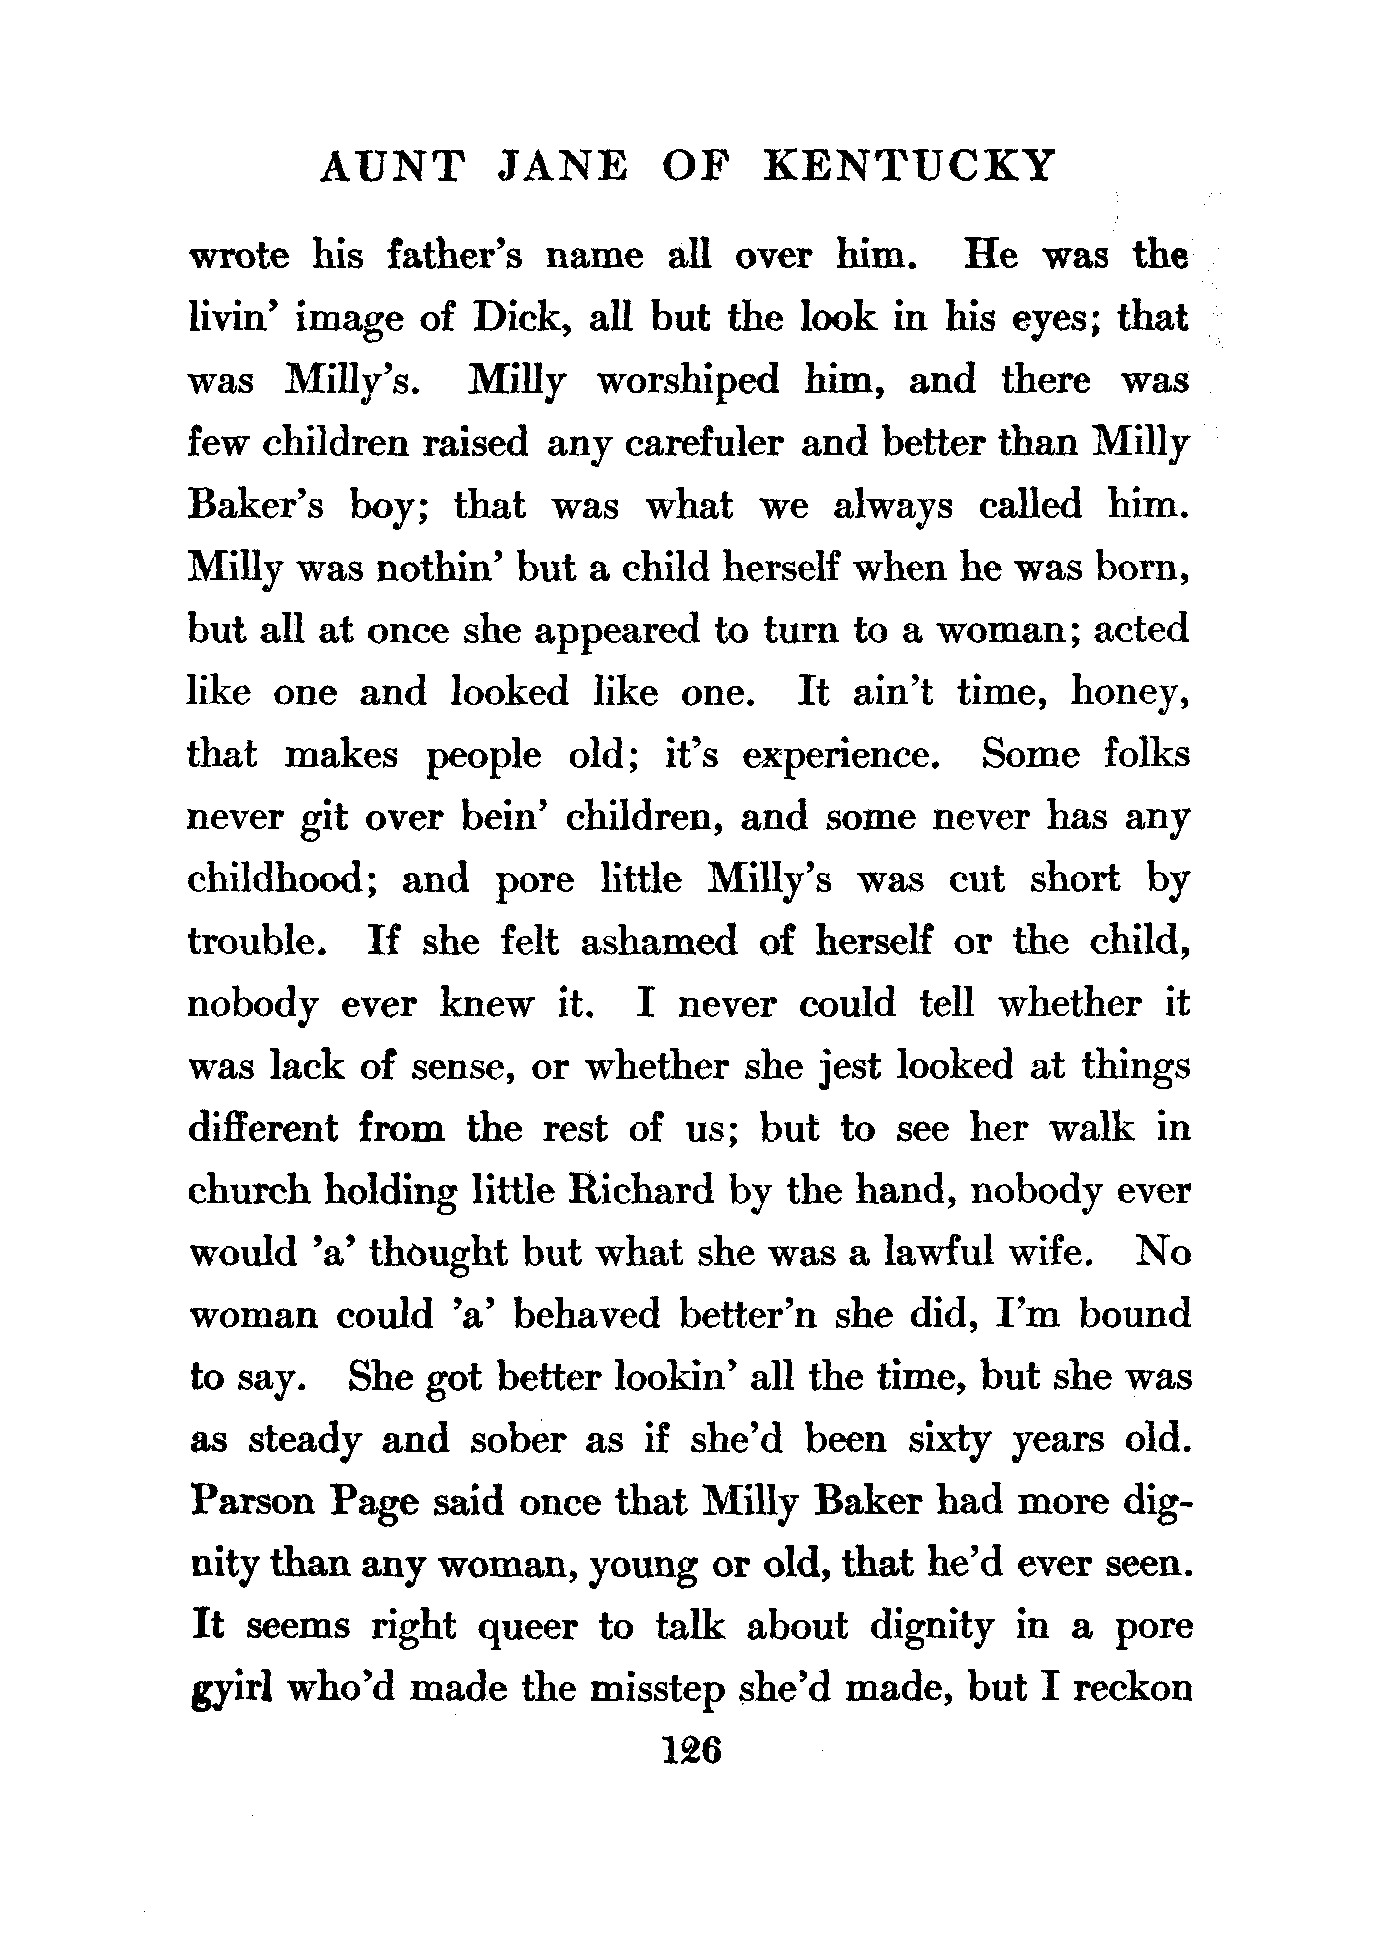 AUNT JANE OF KENTUCKY
wrote his father's name all over him. He was the
livin' image of Dick, all but the look in his eyes; that
was Milly's. Milly worshiped him, and there was
few children raised any carefuler and better than Milly
Baker's boy; that was what we always called him.
Milly was nothin' but a child herself when he was born,
but all at once she appeared to turn to a woman; acted
like one and looked like one. It ain't time, honey,
that makes people old; it's experience. Some folks
never git over bein' children, and some never has any
childhood; and pore little Milly's was cut short by
trouble. If she felt ashamed of herself or the child,
nobody ever knew it. I never could tell whether it
was lack of sense, or whether she jest looked at things
different from the rest of us; but to see her walk in
church holding little Richard by the hand, nobody ever
would 'a' thought but what she was a lawful wife. No
woman could 'a' behaved better'n she did, I'm bound
to say. She got better lookin' all the time, but she was
as steady and sober as if she'd been sixty years old.
Parson Page said once that Milly Baker had more dig-
nity than any woman, young or old, that he'd ever seen.
It seems right queer to talk about dignity in a pore
gyirl who'd made the misstep she'd made, but I reckon
126